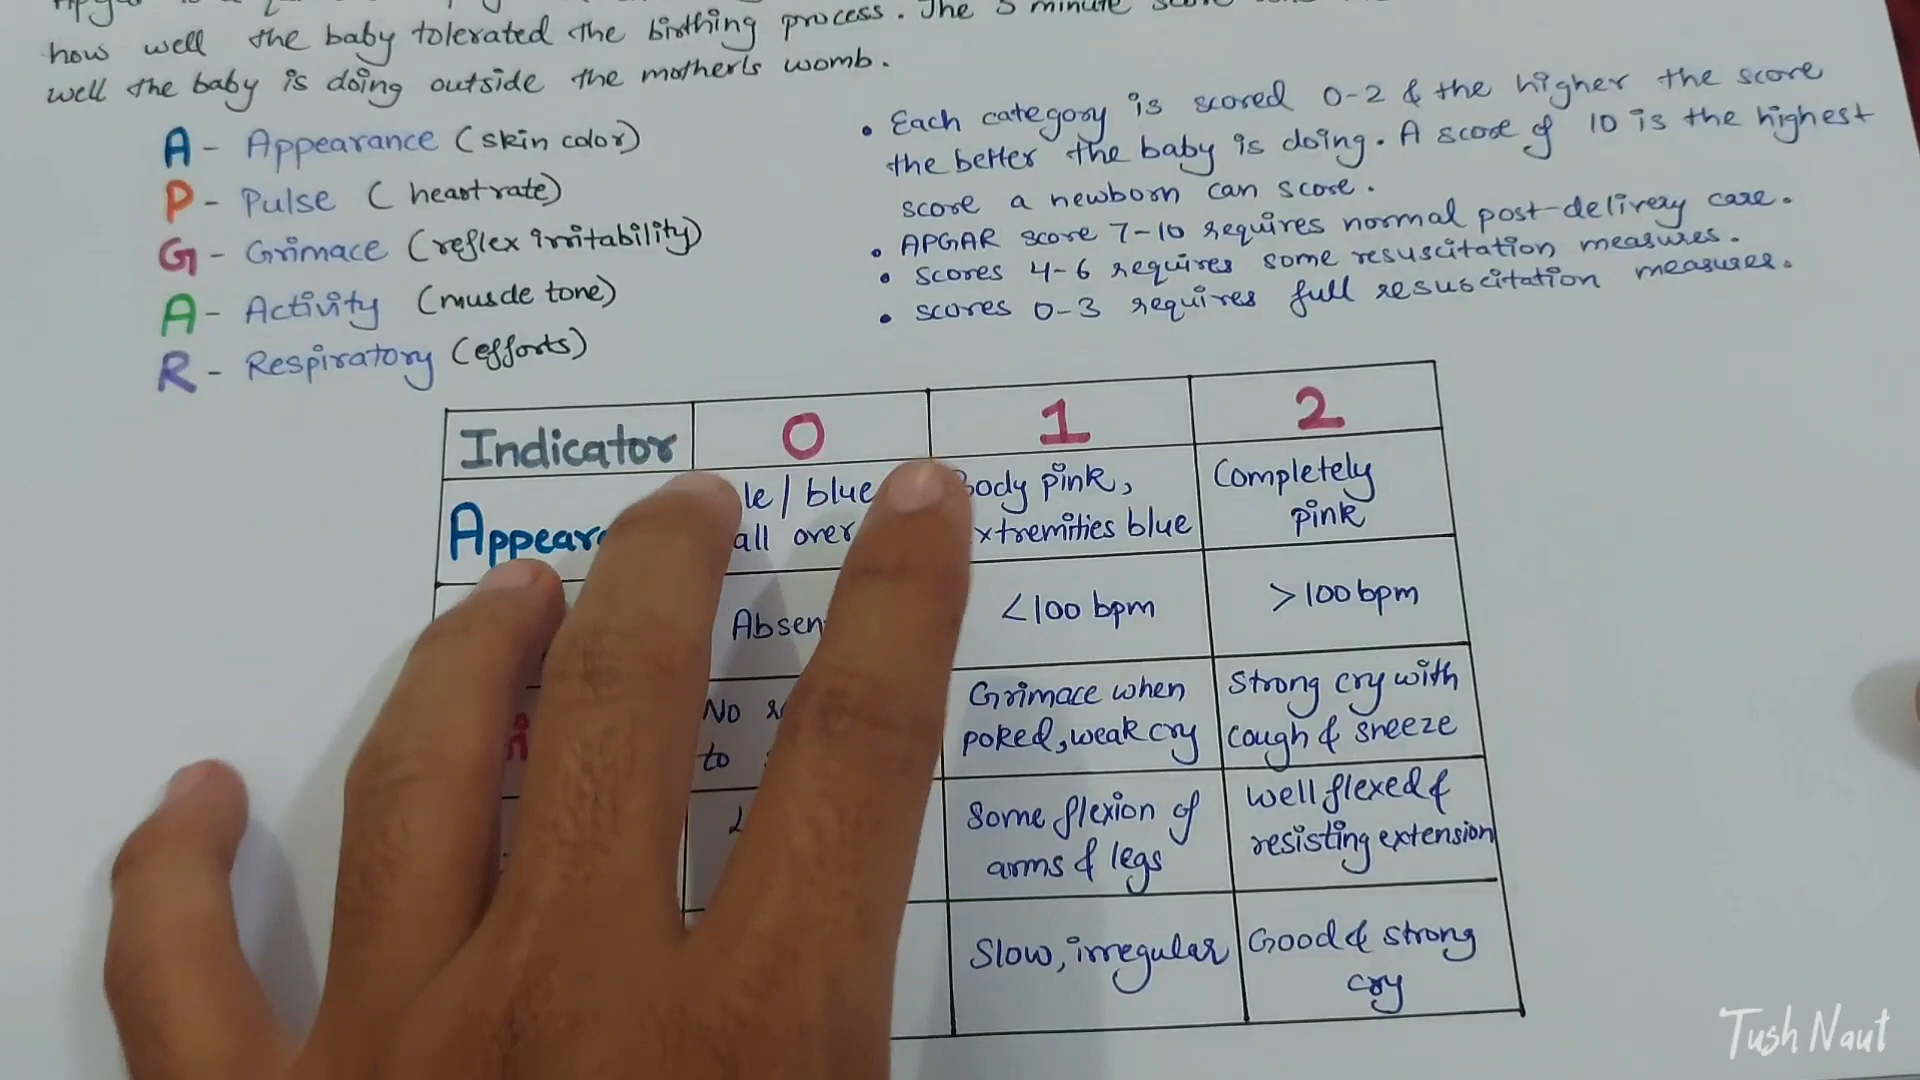 how well the baby tolerated the birthing process. The 5 minute
well the baby is doing outside the mother's womb.
A - Appearance (skin color)
P - Pulse (heart rate)
G - Grimace (reflex irritability)
A - Activity (muscle tone)
R - Respiratory (efforts)
• Each category is scored 0-2 & the higher the score
the better the baby is doing. A score of 10 is the highest
score a newborn can score.
• APGAR score 7-10 requires normal post-delivery care.
• scores 4-6 requires some resuscitation measures.
• scores 0-3 requires full resuscitation measures.
Indicator 0 1 2
blue
all over
Body pink,
extremities blue
Completely
pink
<100 bpm
>100 bpm
No
to
Grimace when
poked, weak cry
Strong cry with
cough & sneeze
Some flexion of
arms & legs
well flexed &
resisting extension
Slow, irregular
Good & strong
cry
Tush Naut